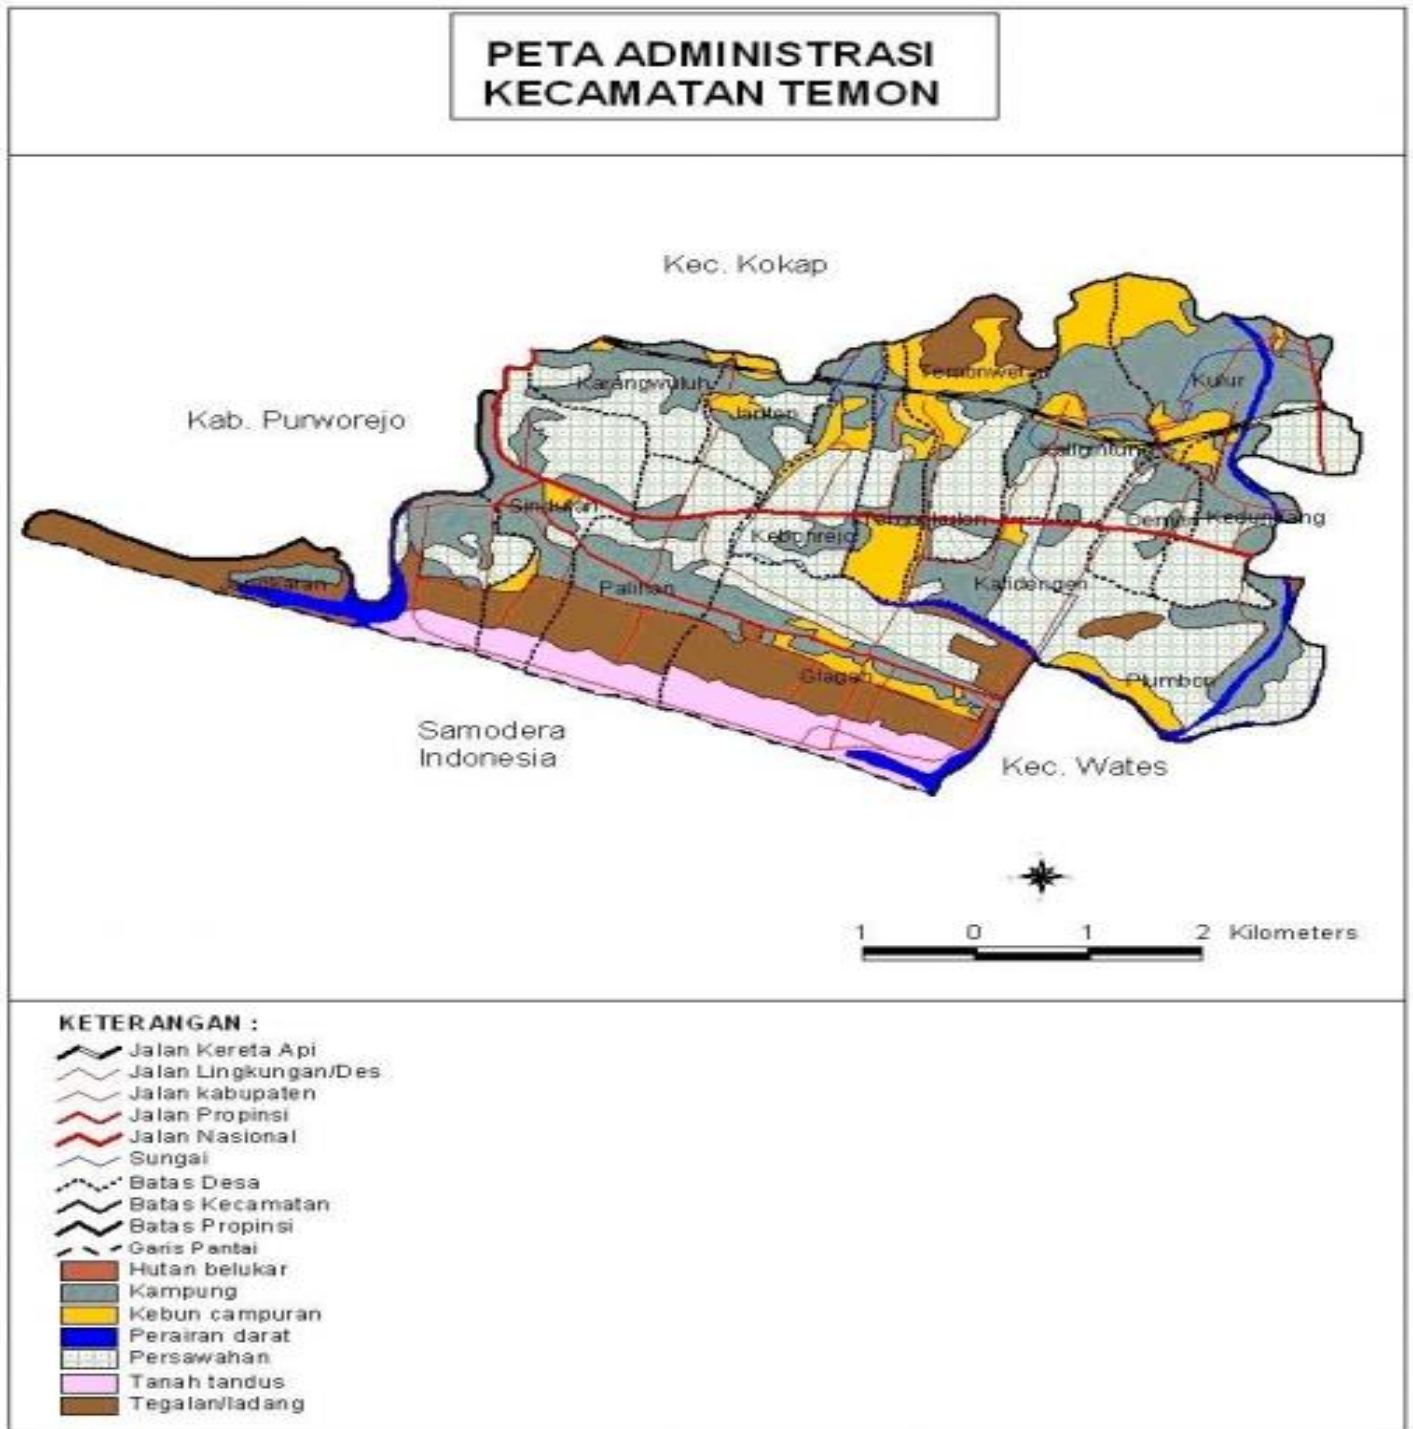 PETA ADMINISTRASI
KECAMATAN TEMON
Kec. Kokap
Kab. Purworejo
Karangwuluh
Janten
Kulur
Sindutan
Kebonrejo
Kedundang
Palihan
Kalidengen
Glagah
Plumbon
Samodera
Indonesia
Kec. Wates
1 0 1 2 Kilometers
KETERANGAN :
Jalan Kereta Api
Jalan Lingkungan/Des
Jalan kabupaten
Jalan Propinsi
Jalan Nasional
Sungai
Batas Desa
Batas Kecamatan
Batas Propinsi
Garis Pantai
Hutan belukar
Kampung
Kebun campuran
Perairan darat
Persawahan
Tanah tandus
Tegalan/ladang